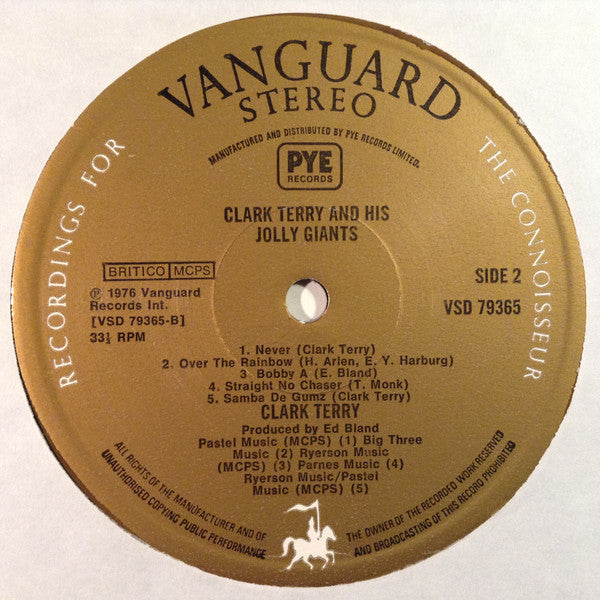 VANGUARD
STEREO
RECORDINGS FOR
THE CONNOISSEUR
MANUFACTURED AND DISTRIBUTED BY PYE RECORDS LIMITED.
PYE
RECORDS
CLARK TERRY AND HIS
JOLLY GIANTS
BRITICO MCPS
℗ 1976 Vanguard
Records Int.
[VSD 79365-B]
33⅓ RPM
SIDE 2
VSD 79365
1. Never (Clark Terry)
2. Over The Rainbow (H. Arlen, E. Y. Harburg)
3 Bobby A (E. Bland)
4. Straight No Chaser (T. Monk)
5. Samba De Gumz (Clark Terry)
CLARK TERRY
Produced by Ed Bland
Pastel Music (MCPS) (1) Big Three
Music (2) Ryerson Music
(MCPS) (3) Parnes Music (4)
Ryerson Music/Pastel
Music (MCPS) (5)
ALL RIGHTS OF THE MANUFACTURER AND OF
UNAUTHORISED COPYING PUBLIC PERFORMANCE
THE OWNER OF THE RECORDED WORK RESERVED
AND BROADCASTING OF THIS RECORD PROHIBITED